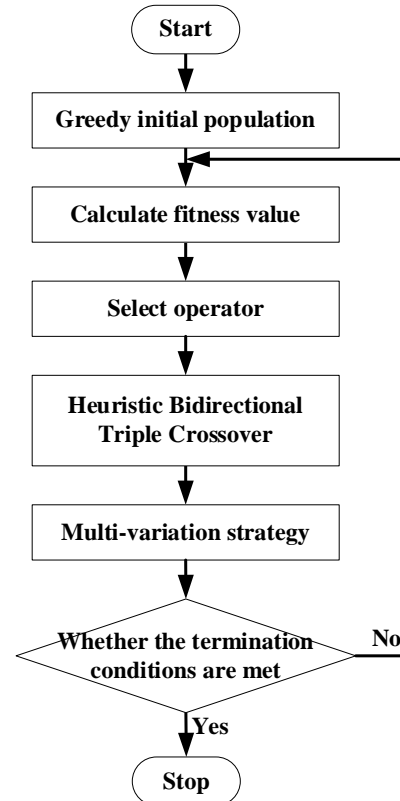 Start
Greedy initial population
Calculate fitness value
Select operator
Heuristic Bidirectional
Triple Crossover
Multi-variation strategy
Whether the termination
conditions are met
No
Yes
Stop